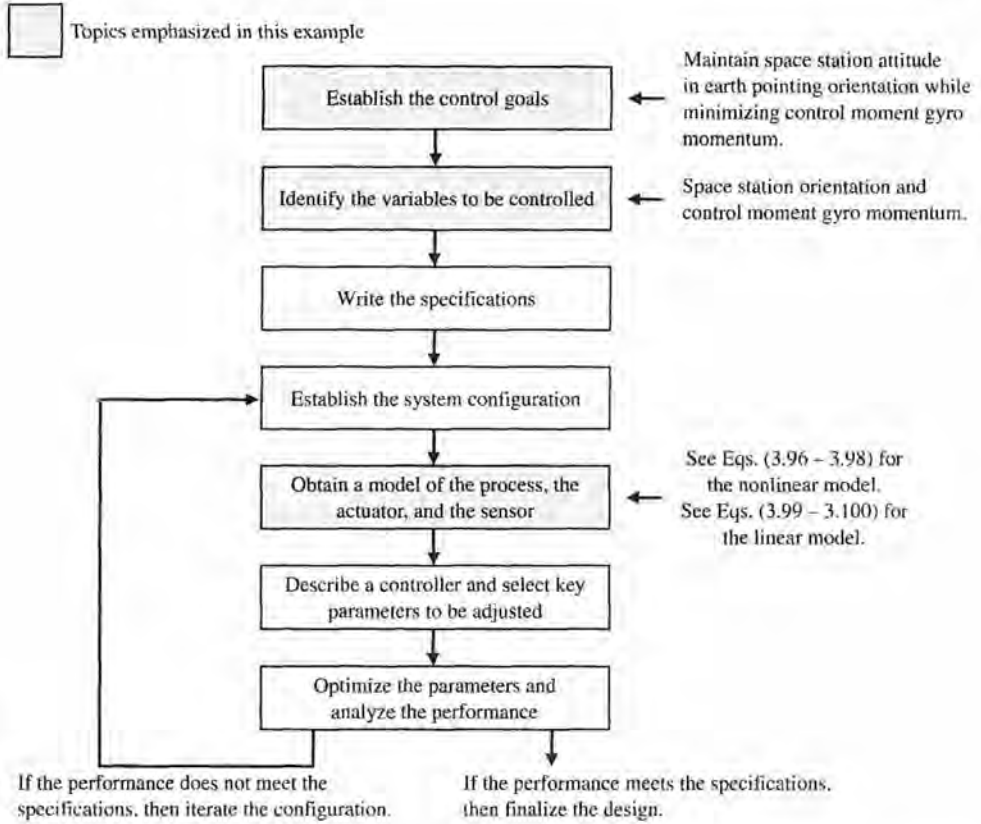 Topics emphasized in this example
Establish the control goals
Maintain space station attitude
in earth pointing orientation while
minimizing control moment gyro
momentum.
Identify the variables to be controlled
Space station orientation and
control moment gyro momentum.
Write the specifications
Establish the system configuration
Obtain a model of the process, the
actuator, and the sensor
See Eqs. (3.96 – 3.98) for
the nonlinear model.
See Eqs. (3.99 – 3.100) for
the linear model.
Describe a controller and select key
parameters to be adjusted
Optimize the parameters and
analyze the performance
If the performance does not meet the
specifications, then iterate the configuration.
If the performance meets the specifications,
then finalize the design.